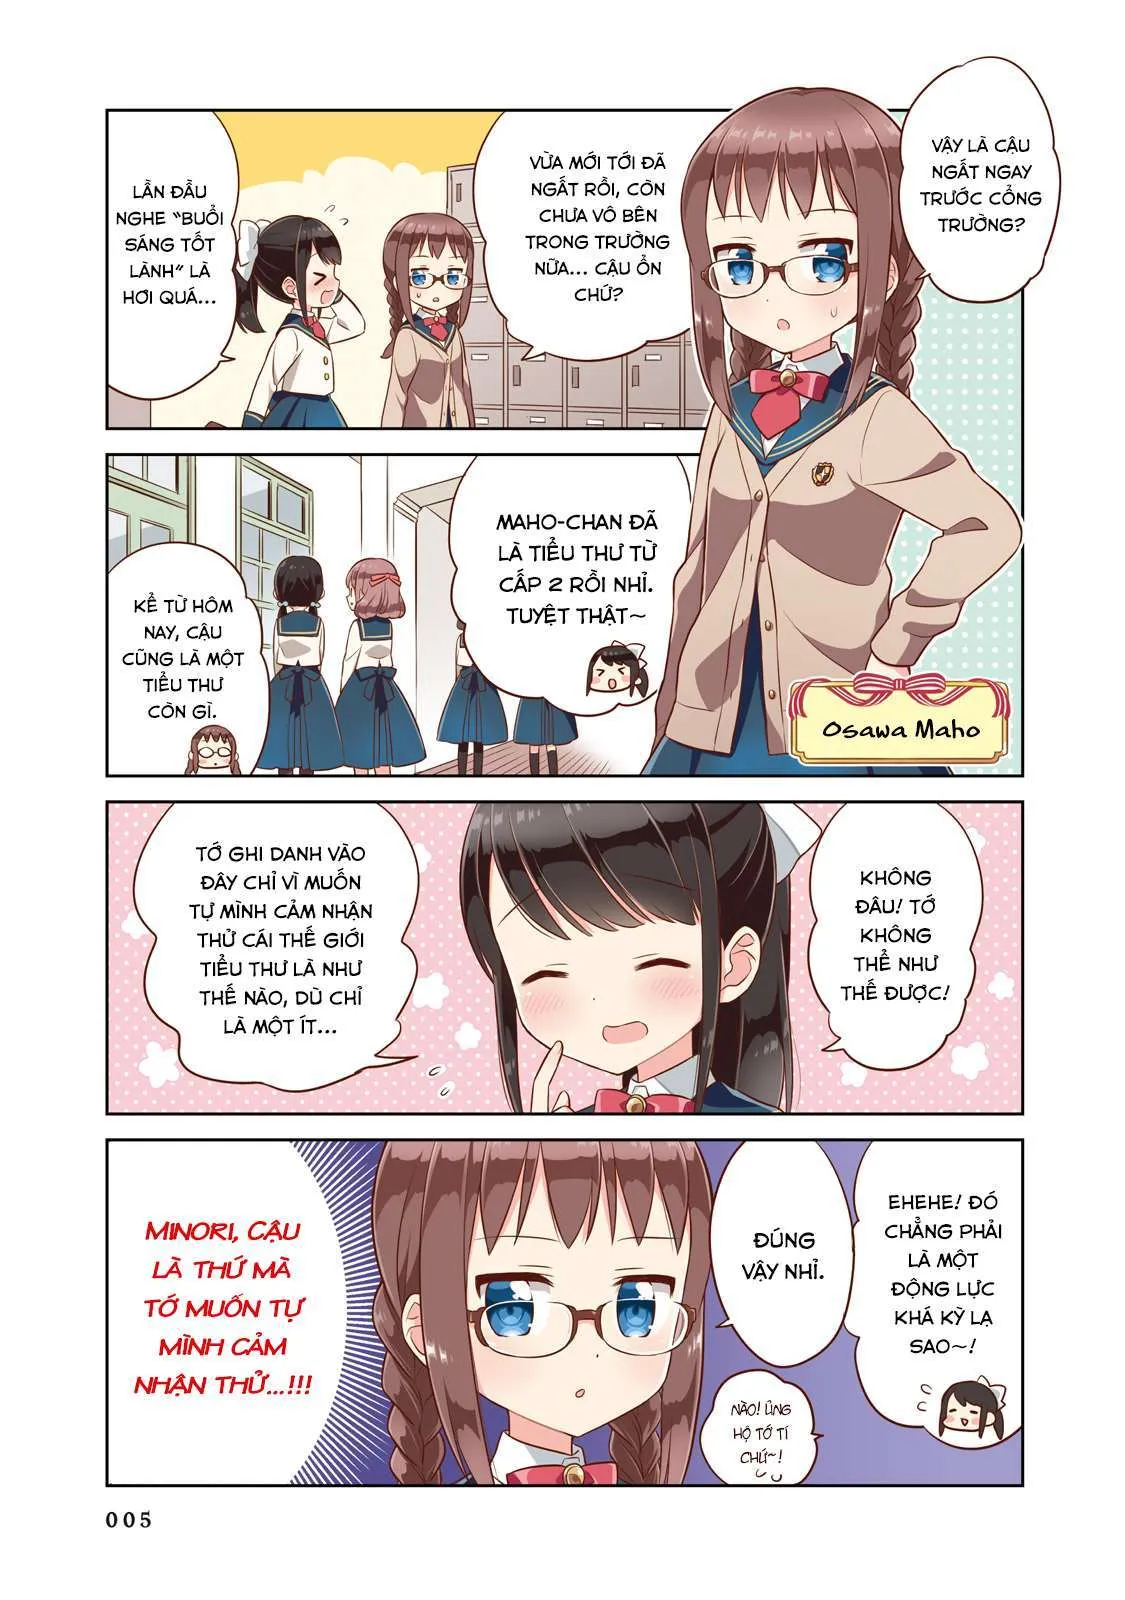 VẬY LÀ CẬU
NGẤT NGAY
TRƯỚC CỔNG
TRƯỜNG?
VỪA MỚI TỚI ĐÃ
NGẤT RỒI, CÒN
CHƯA VÔ BÊN
TRONG TRƯỜNG
NỮA... CẬU ỔN
CHỨ?
LẦN ĐẦU
NGHE "BUỔI
SÁNG TỐT
LÀNH" LÀ
HƠI QUÁ...
Osawa Maho
MAHO-CHAN ĐÃ
LÀ TIỂU THƯ TỪ
CẤP 2 RỒI NHỈ.
TUYỆT THẬT~
KỂ TỪ HÔM
NAY, CẬU
CŨNG LÀ MỘT
TIỂU THƯ
CÒN GÌ.
KHÔNG
ĐÂU! TỚ
KHÔNG
THỂ NHƯ
THẾ ĐƯỢC!
TỚ GHI DANH VÀO
ĐÂY CHỈ VÌ MUỐN
TỰ MÌNH CẢM NHẬN
THỬ CÁI THẾ GIỚI
TIỂU THƯ LÀ NHƯ
THẾ NÀO, DÙ CHỈ
LÀ MỘT ÍT...
EHEHE! ĐÓ
CHẲNG PHẢI
LÀ MỘT
ĐỘNG LỰC
KHÁ KỲ LẠ
SAO~!
ĐÚNG
VẬY NHỈ.
NÀO! ỦNG
HỘ TỚ TÍ
CHỨ~!
MINORI, CẬU
LÀ THỨ MÀ
TỚ MUỐN TỰ
MÌNH CẢM
NHẬN THỬ...!!!
005